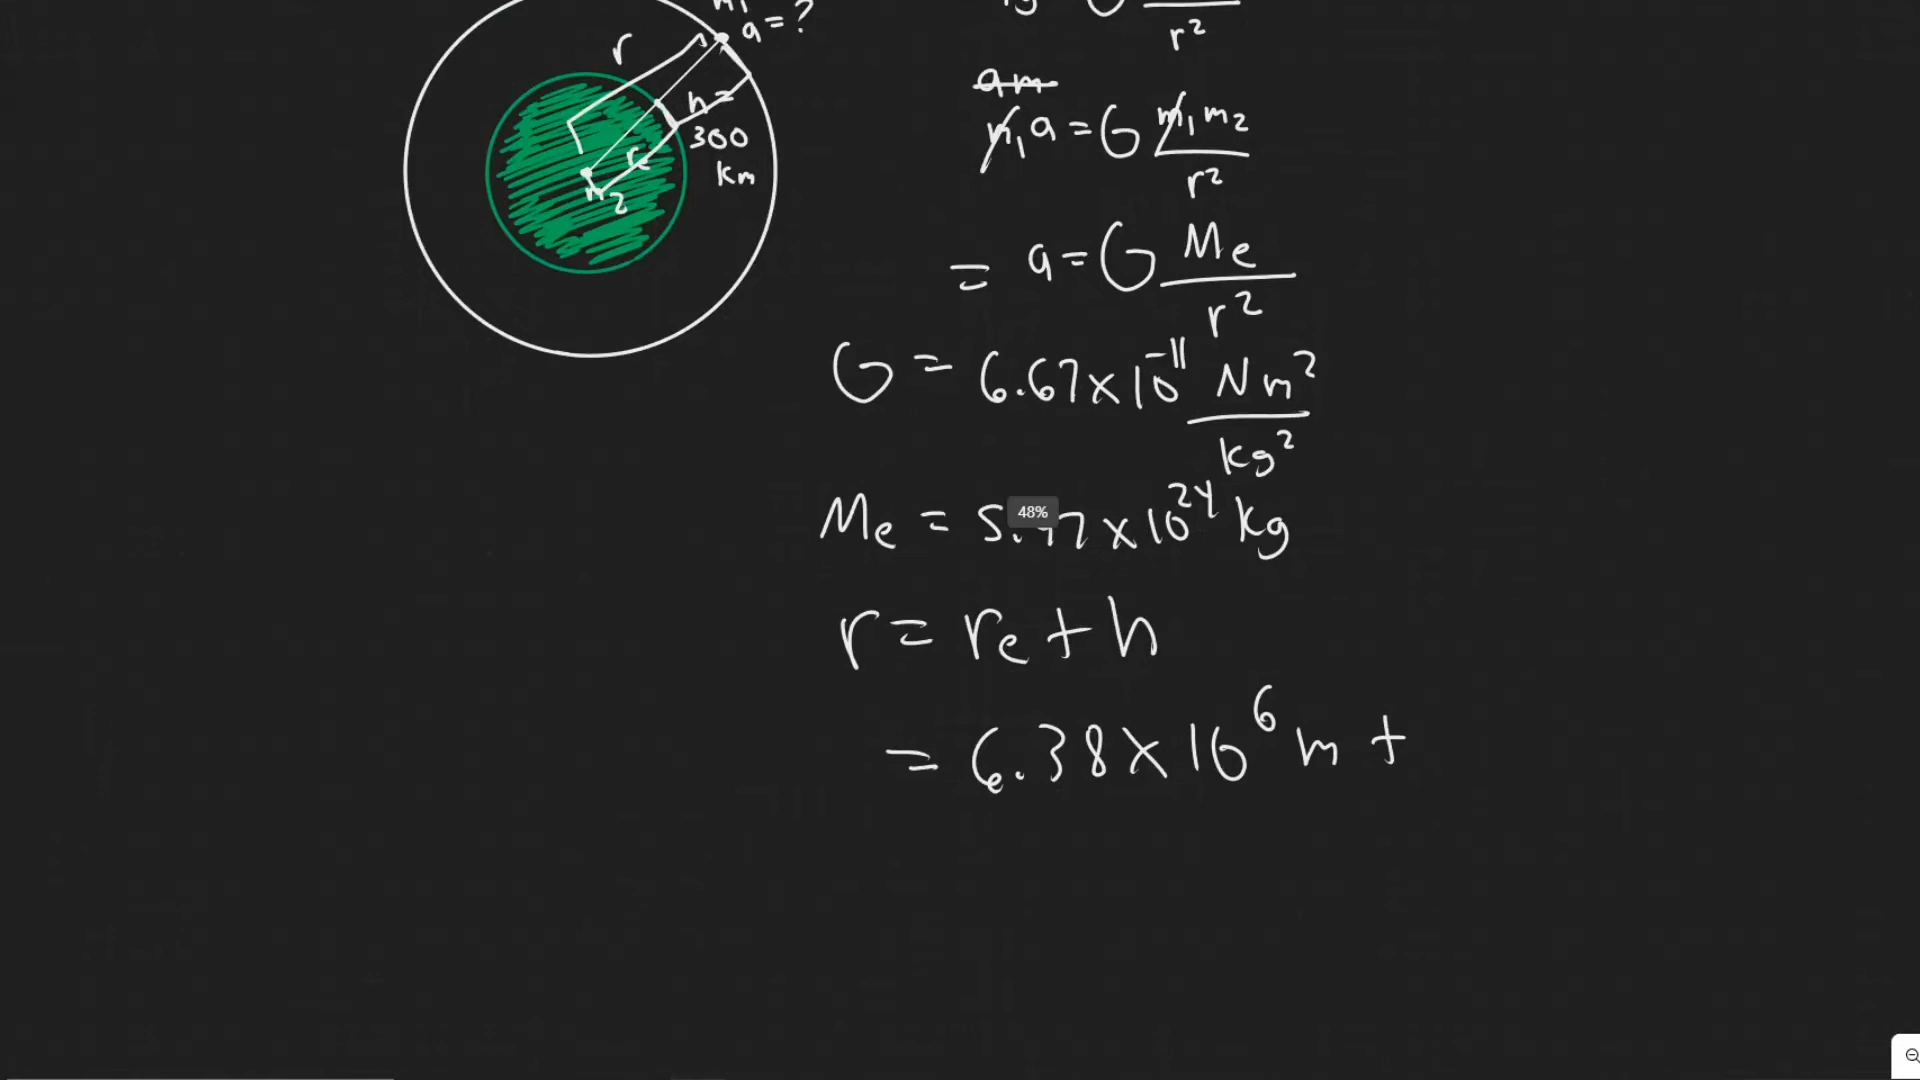 a = ?
r
h =
300
km
re
m2
r²
am
m₁a = G m₁m₂
r²
= a = G Me
r²
G = 6.67 x 10⁻¹¹ Nm²
kg²
Me = 5.97 x 10²⁴ kg
48%
r = re + h
= 6.38 x 10⁶ m +